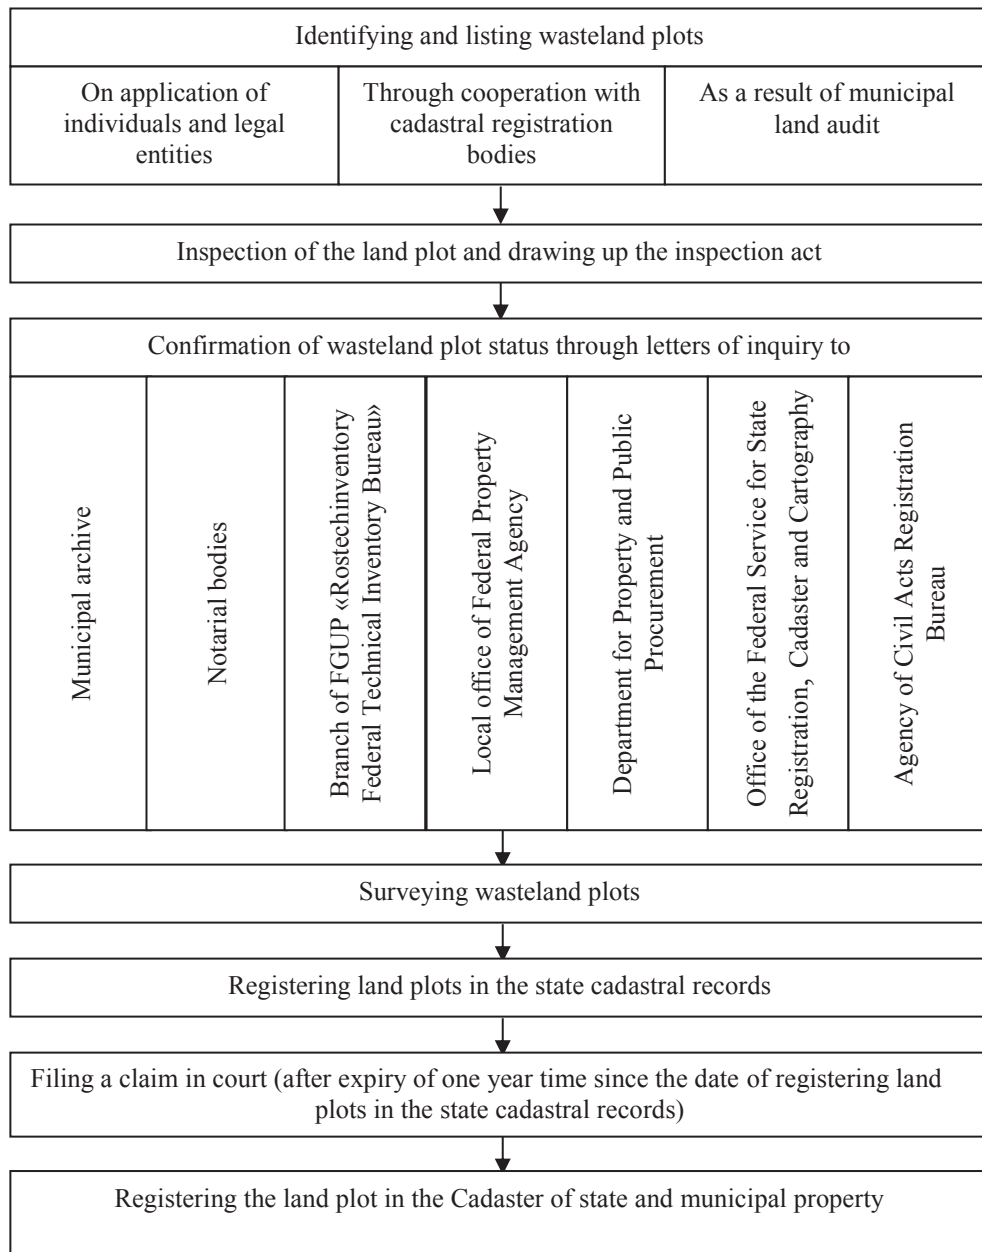 Identifying and listing wasteland plots
On application of
individuals and legal
entities
Through cooperation with
cadastral registration
bodies
As a result of municipal
land audit
Inspection of the land plot and drawing up the inspection act
Confirmation of wasteland plot status through letters of inquiry to
Municipal archive
Notarial bodies
Branch of FGUP «Rostechinventory
Federal Technical Inventory Bureau»
Local office of Federal Property
Management Agency
Department for Property and Public
Procurement
Office of the Federal Service for State
Registration, Cadaster and Cartography
Agency of Civil Acts Registration
Bureau
Surveying wasteland plots
Registering land plots in the state cadastral records
Filing a claim in court (after expiry of one year time since the date of registering land
plots in the state cadastral records)
Registering the land plot in the Cadaster of state and municipal property